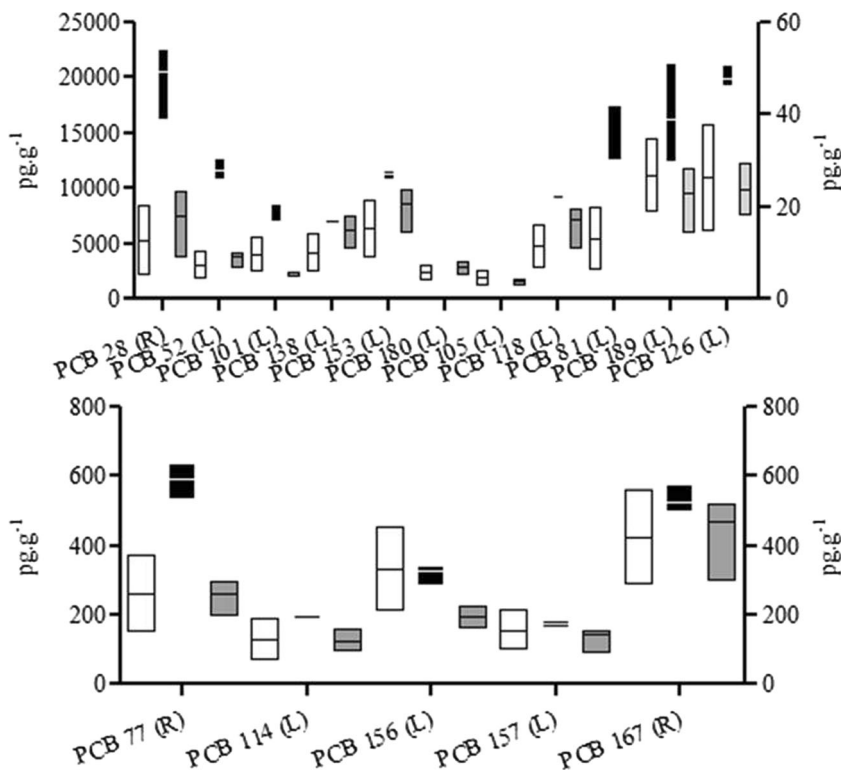 25000
20000
15000
10000
5000
0
pg.g-1
60
40
20
0
pg.g-1
PCB 28 (R)
PCB 52 (L)
PCB 101 (L)
PCB 138 (L)
PCB 153 (L)
PCB 180 (L)
PCB 105 (L)
PCB 118 (L)
PCB 81 (L)
PCB 189 (L)
PCB 126 (L)
800
600
400
200
0
pg.g-1
800
600
400
200
0
pg.g-1
PCB 77 (R)
PCB 114 (L)
PCB 156 (L)
PCB 157 (L)
PCB 167 (R)